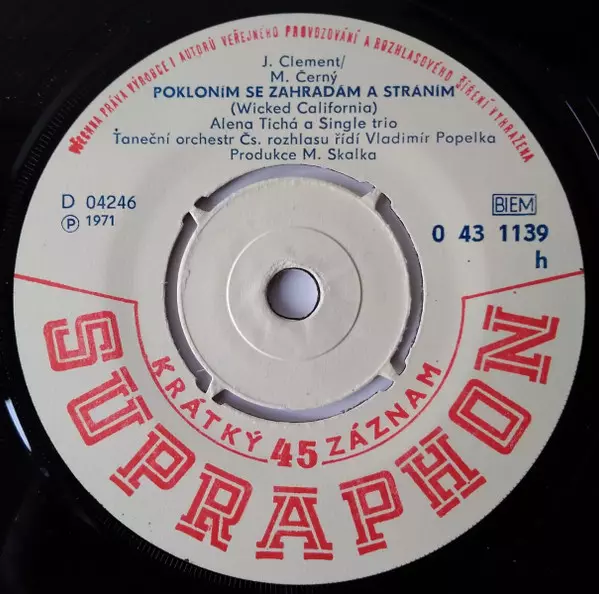 VŠECHNA PRÁVA VÝROBCE I AUTORŮ VEŘEJNÉHO PROVOZOVÁNÍ A ROZHLASOVÉHO ŠÍŘENÍ VYHRAŽENA
J. Clement/
M. Černý
POKLONÍM SE ZAHRADÁM A STRÁNÍM
(Wicked California)
Alena Tichá a Single trio
Taneční orchestr Čs. rozhlasu řídí Vladimír Popelka
Produkce M. Skalka
D 04246
Ⓟ 1971
BIEM
0 43 1139
h
KRÁTKÝ 45 ZÁZNAM
SUPRAPHON